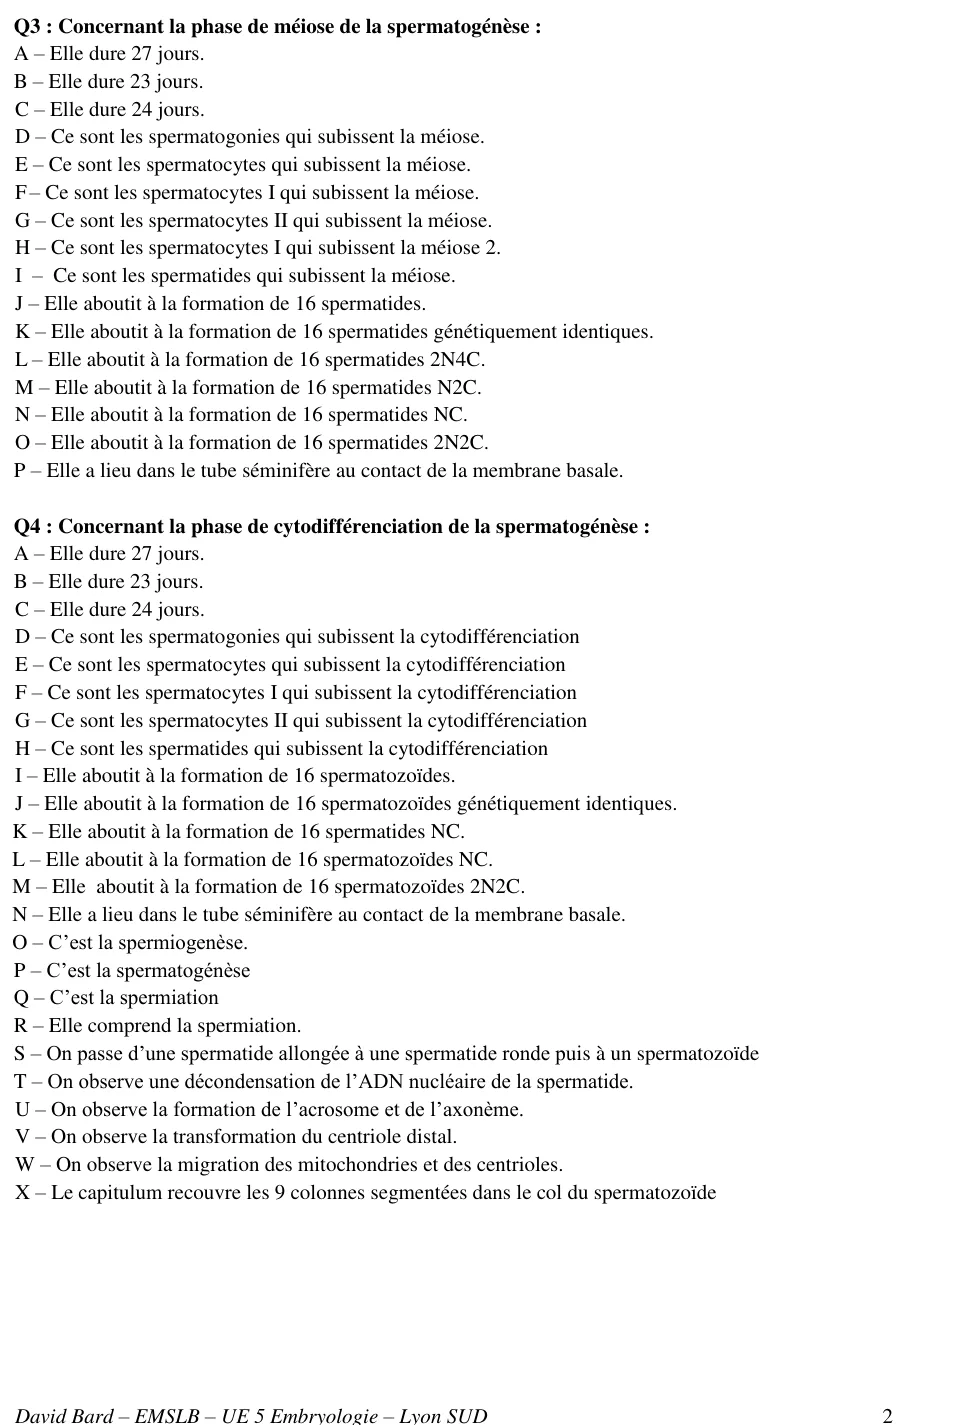 Q3 : Concernant la phase de méiose de la spermatogénèse :
A – Elle dure 27 jours.
B – Elle dure 23 jours.
C – Elle dure 24 jours.
D – Ce sont les spermatogonies qui subissent la méiose.
E – Ce sont les spermatocytes qui subissent la méiose.
F – Ce sont les spermatocytes I qui subissent la méiose.
G – Ce sont les spermatocytes II qui subissent la méiose.
H – Ce sont les spermatocytes I qui subissent la méiose 2.
I – Ce sont les spermatides qui subissent la méiose.
J – Elle aboutit à la formation de 16 spermatides.
K – Elle aboutit à la formation de 16 spermatides génétiquement identiques.
L – Elle aboutit à la formation de 16 spermatides 2N4C.
M – Elle aboutit à la formation de 16 spermatides N2C.
N – Elle aboutit à la formation de 16 spermatides NC.
O – Elle aboutit à la formation de 16 spermatides 2N2C.
P – Elle a lieu dans le tube séminifère au contact de la membrane basale.
Q4 : Concernant la phase de cytodifférenciation de la spermatogénèse :
A – Elle dure 27 jours.
B – Elle dure 23 jours.
C – Elle dure 24 jours.
D – Ce sont les spermatogonies qui subissent la cytodifférenciation
E – Ce sont les spermatocytes qui subissent la cytodifférenciation
F – Ce sont les spermatocytes I qui subissent la cytodifférenciation
G – Ce sont les spermatocytes II qui subissent la cytodifférenciation
H – Ce sont les spermatides qui subissent la cytodifférenciation
I – Elle aboutit à la formation de 16 spermatozoïdes.
J – Elle aboutit à la formation de 16 spermatozoïdes génétiquement identiques.
K – Elle aboutit à la formation de 16 spermatides NC.
L – Elle aboutit à la formation de 16 spermatozoïdes NC.
M – Elle aboutit à la formation de 16 spermatozoïdes 2N2C.
N – Elle a lieu dans le tube séminifère au contact de la membrane basale.
O – C’est la spermiogenèse.
P – C’est la spermatogénèse
Q – C’est la spermiation
R – Elle comprend la spermiation.
S – On passe d’une spermatide allongée à une spermatide ronde puis à un spermatozoïde
T – On observe une décondensation de l’ADN nucléaire de la spermatide.
U – On observe la formation de l’acrosome et de l’axonème.
V – On observe la transformation du centriole distal.
W – On observe la migration des mitochondries et des centrioles.
X – Le capitulum recouvre les 9 colonnes segmentées dans le col du spermatozoïde
David Bard – EMSLB – UE 5 Embryologie – Lyon SUD 2